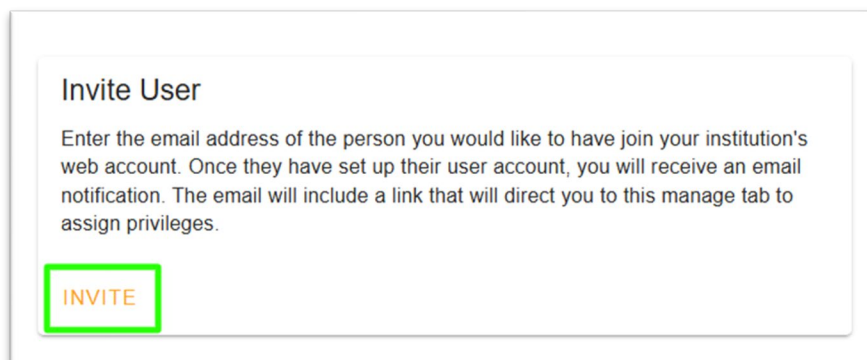 Invite User
Enter the email address of the person you would like to have join your institution's
web account. Once they have set up their user account, you will receive an email
notification. The email will include a link that will direct you to this manage tab to
assign privileges.
INVITE